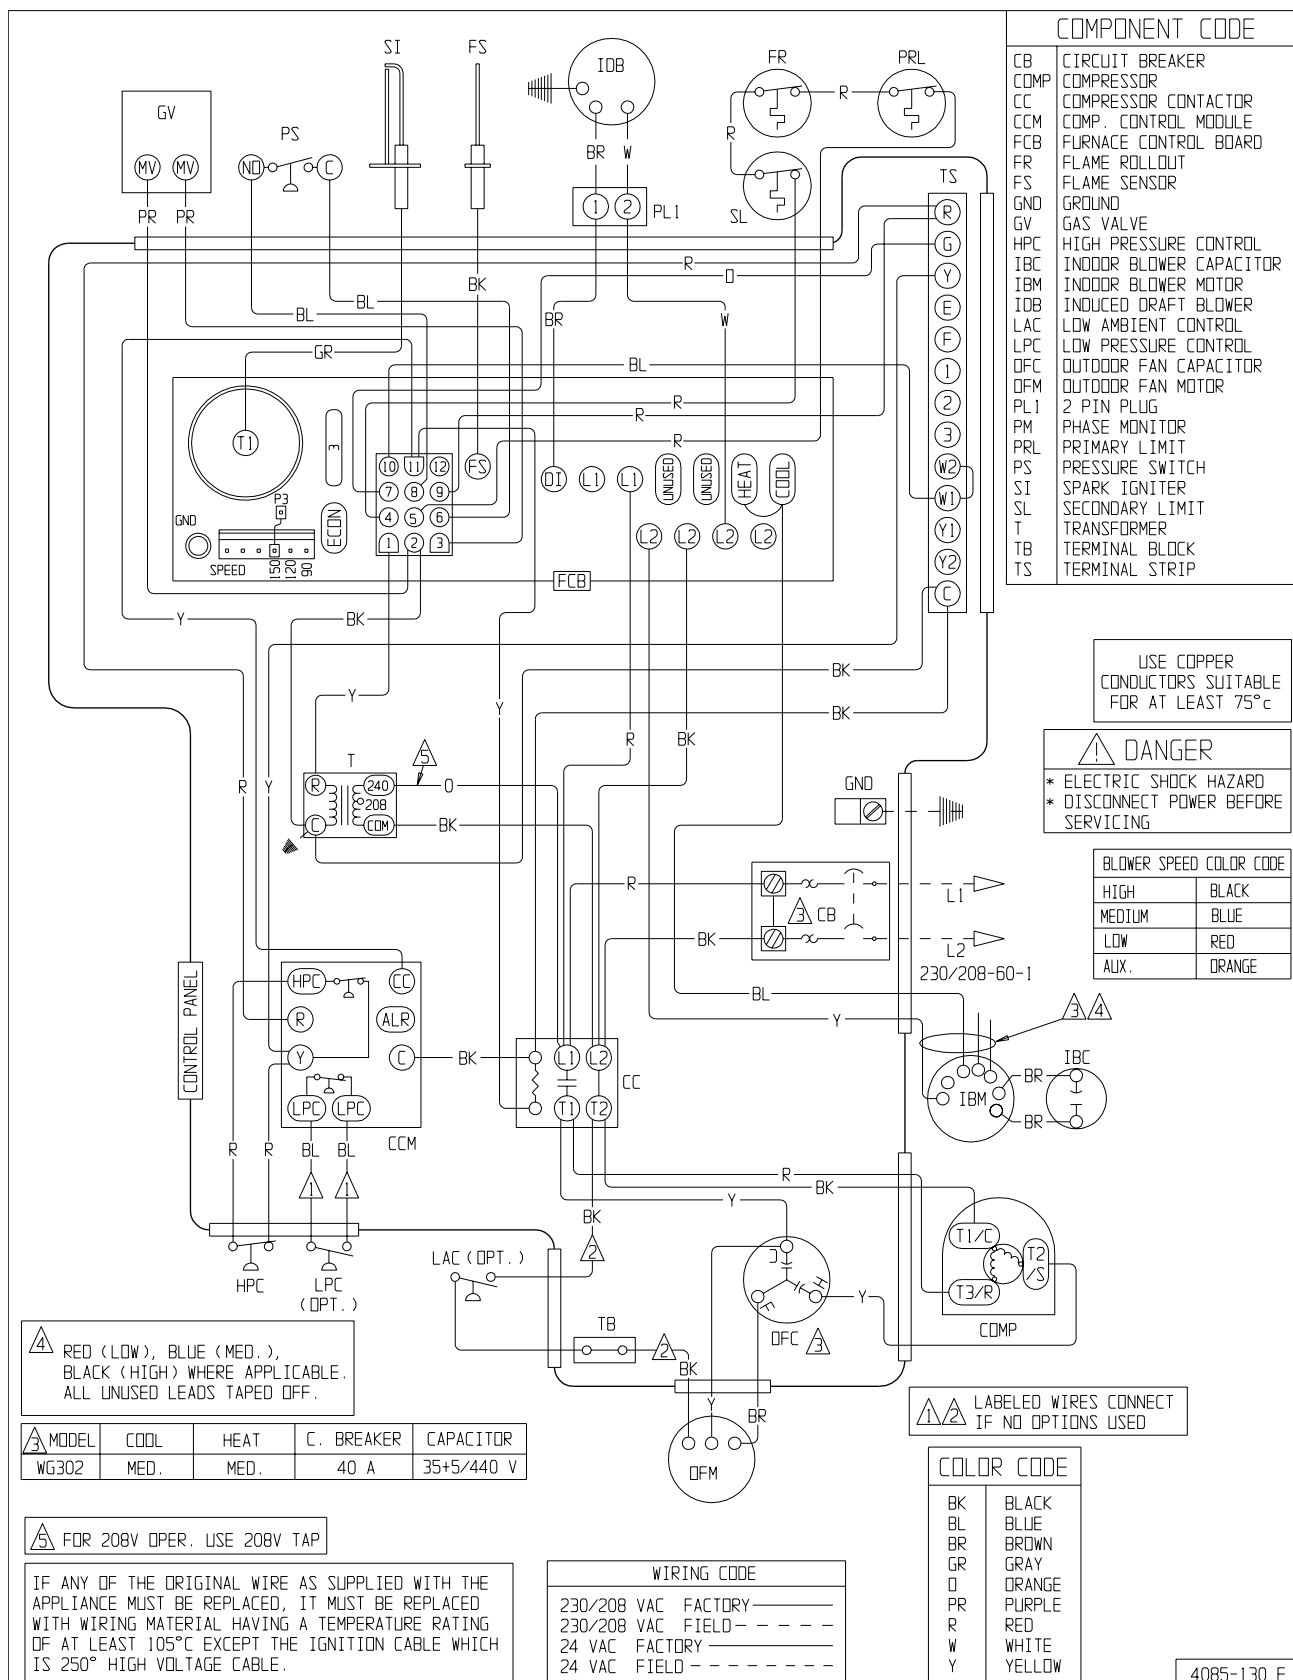 COMPONENT CODE
CB CIRCUIT BREAKER
COMP COMPRESSOR
CC COMPRESSOR CONTACTOR
CCM COMP. CONTROL MODULE
FCB FURNACE CONTROL BOARD
FR FLAME ROLLOUT
FS FLAME SENSOR
GND GROUND
GV GAS VALVE
HPC HIGH PRESSURE CONTROL
IBC INDOOR BLOWER CAPACITOR
IBM INDOOR BLOWER MOTOR
IDB INDUCED DRAFT BLOWER
LAC LOW AMBIENT CONTROL
LPC LOW PRESSURE CONTROL
OFC OUTDOOR FAN CAPACITOR
OFM OUTDOOR FAN MOTOR
PL1 2 PIN PLUG
PM PHASE MONITOR
PRL PRIMARY LIMIT
PS PRESSURE SWITCH
SI SPARK IGNITER
SL SECONDARY LIMIT
T TRANSFORMER
TB TERMINAL BLOCK
TS TERMINAL STRIP
SI FS IDB FR PRL
GV PS
MV MV NO C
R
R
BR W
TS
PR PR
1 2 PL1
SL
R
G
Y
E
F
1
2
3
W2
W1
Y1
Y2
C
R
O
BK
BL
BL
BR
W
GR
BL
R
R
R
T1
3
P3
GND
SPEED
150
120
90
ECON
10 11 12
7 8 9
4 5 6
1 2 3
FS
OI L1 L1 UNUSED UNUSED HEAT COOL
L2 L2 L2 L2
FCB
Y
BK
BK
Y
Y
BK
R
BK
USE COPPER
CONDUCTORS SUITABLE
FOR AT LEAST 75°c
! DANGER
* ELECTRIC SHOCK HAZARD
* DISCONNECT POWER BEFORE
SERVICING
T
5
R 240
208
C COM
O
BK
R Y
GND
BLOWER SPEED COLOR CODE
HIGH BLACK
MEDIUM BLUE
LOW RED
AUX. ORANGE
R
L1
3 CB
BK
L2
230/208-60-1
CONTROL PANEL
HPC CC
R ALR
Y C
LPC LPC
CCM
BK
L1 L2
T1 T2
CC
BL
Y
3 4
IBC
IBM
BR
BR
R R BL BL
1 1
R
BK
Y
BK
2
HPC
LPC
(OPT.)
LAC (OPT.)
TB
2
BK
C
H
F
OFC 3
Y
Y
BR
OFM
T1/C
T2
/S
T3/R
COMP
4 RED (LOW), BLUE (MED.),
BLACK (HIGH) WHERE APPLICABLE.
ALL UNUSED LEADS TAPED OFF.
1 2 LABELED WIRES CONNECT
IF NO OPTIONS USED
3 MODEL COOL HEAT C. BREAKER CAPACITOR
WG302 MED. MED. 40 A 35+5/440 V
COLOR CODE
BK BLACK
BL BLUE
BR BROWN
GR GRAY
O ORANGE
PR PURPLE
R RED
W WHITE
Y YELLOW
5 FOR 208V OPER. USE 208V TAP
IF ANY OF THE ORIGINAL WIRE AS SUPPLIED WITH THE
APPLIANCE MUST BE REPLACED, IT MUST BE REPLACED
WITH WIRING MATERIAL HAVING A TEMPERATURE RATING
OF AT LEAST 105°C EXCEPT THE IGNITION CABLE WHICH
IS 250° HIGH VOLTAGE CABLE.
WIRING CODE
230/208 VAC FACTORY
230/208 VAC FIELD
24 VAC FACTORY
24 VAC FIELD